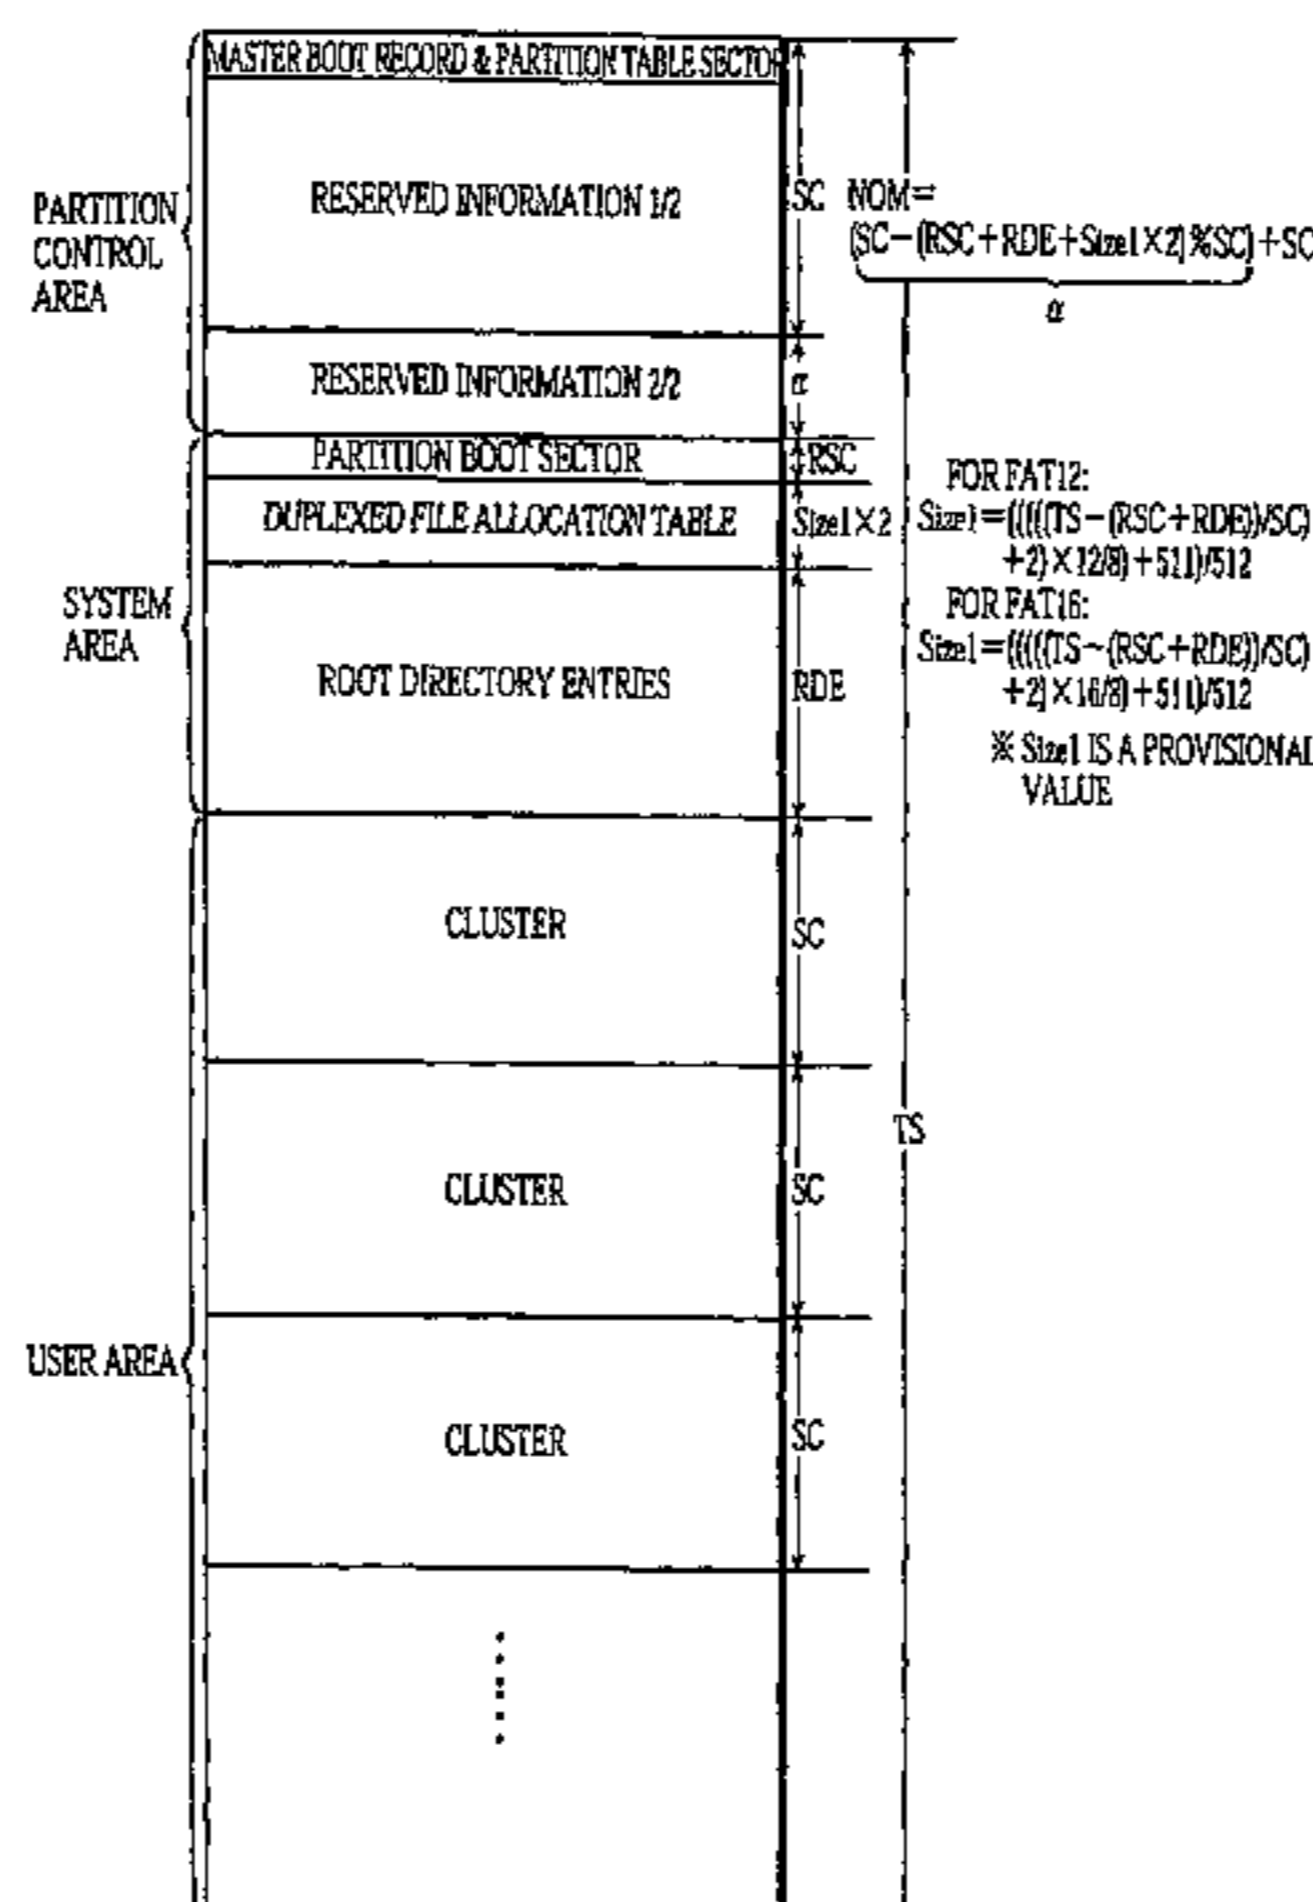 MASTER BOOT RECORD & PARTITION TABLE SECTOR
PARTITION
CONTROL
AREA
RESERVED INFORMATION 1/2
SC
NOM=
(SC-(RSC+RDE+Size1×2)%SC)+SC
α
RESERVED INFORMATION 2/2
α
PARTITION BOOT SECTOR
RSC
DUPLEXED FILE ALLOCATION TABLE
Size1×2
FOR FAT12:
Size1=(((((TS-(RSC+RDE))/SC)
+2)×12/8)+511)/512
FOR FAT16:
Size1=(((((TS-(RSC+RDE))/SC)
+2)×16/8)+511)/512
※ Size1 IS A PROVISIONAL
VALUE
SYSTEM
AREA
ROOT DIRECTORY ENTRIES
RDE
CLUSTER
SC
TS
CLUSTER
SC
USER AREA
CLUSTER
SC